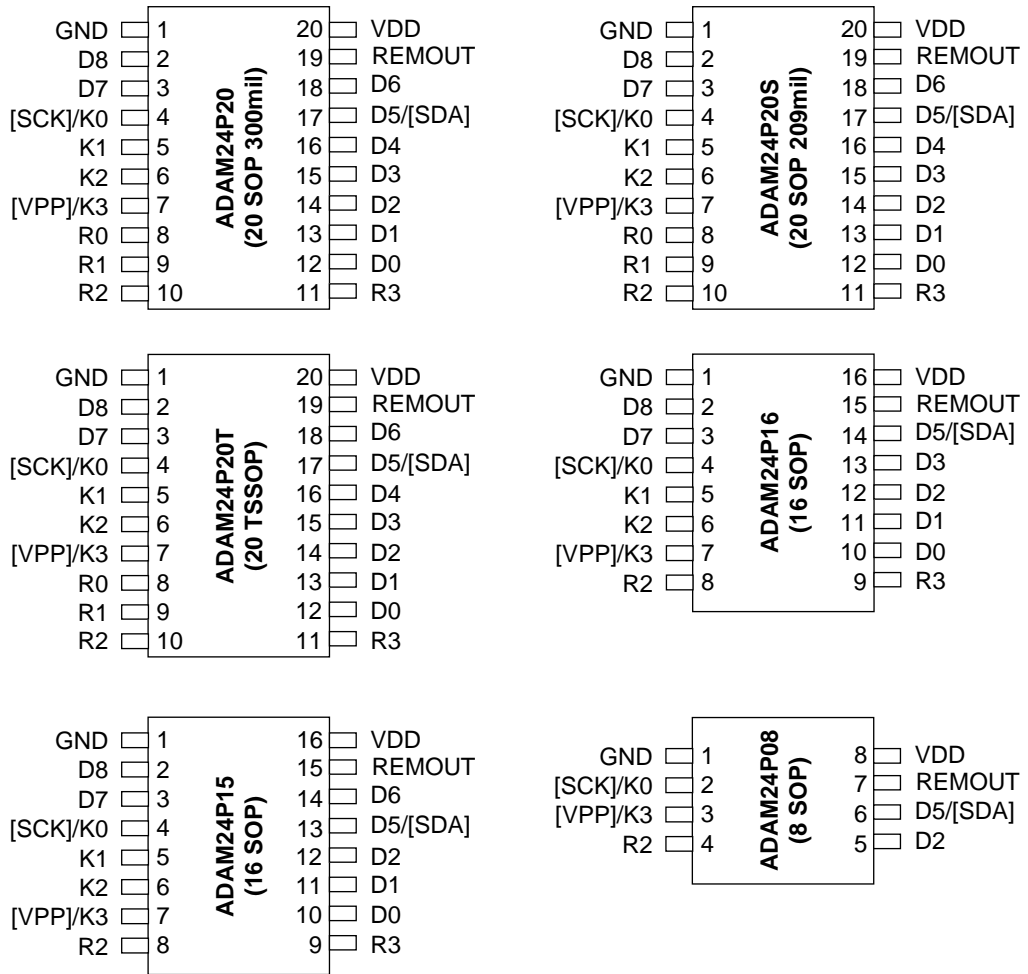 GND 1 20 VDD
D8 2 19 REMOUT
D7 3 18 D6
[SCK]/K0 4 17 D5/[SDA]
K1 5 16 D4
K2 6 15 D3
[VPP]/K3 7 14 D2
R0 8 13 D1
R1 9 12 D0
R2 10 11 R3
ADAM24P20
(20 SOP 300mil)
GND 1 20 VDD
D8 2 19 REMOUT
D7 3 18 D6
[SCK]/K0 4 17 D5/[SDA]
K1 5 16 D4
K2 6 15 D3
[VPP]/K3 7 14 D2
R0 8 13 D1
R1 9 12 D0
R2 10 11 R3
ADAM24P20S
(20 SOP 209mil)
GND 1 20 VDD
D8 2 19 REMOUT
D7 3 18 D6
[SCK]/K0 4 17 D5/[SDA]
K1 5 16 D4
K2 6 15 D3
[VPP]/K3 7 14 D2
R0 8 13 D1
R1 9 12 D0
R2 10 11 R3
ADAM24P20T
(20 TSSOP)
GND 1 16 VDD
D8 2 15 REMOUT
D7 3 14 D5/[SDA]
[SCK]/K0 4 13 D3
K1 5 12 D2
K2 6 11 D1
[VPP]/K3 7 10 D0
R2 8 9 R3
ADAM24P16
(16 SOP)
GND 1 16 VDD
D8 2 15 REMOUT
D7 3 14 D6
[SCK]/K0 4 13 D5/[SDA]
K1 5 12 D2
K2 6 11 D1
[VPP]/K3 7 10 D0
R2 8 9 R3
ADAM24P15
(16 SOP)
GND 1 8 VDD
[SCK]/K0 2 7 REMOUT
[VPP]/K3 3 6 D5/[SDA]
R2 4 5 D2
ADAM24P08
(8 SOP)